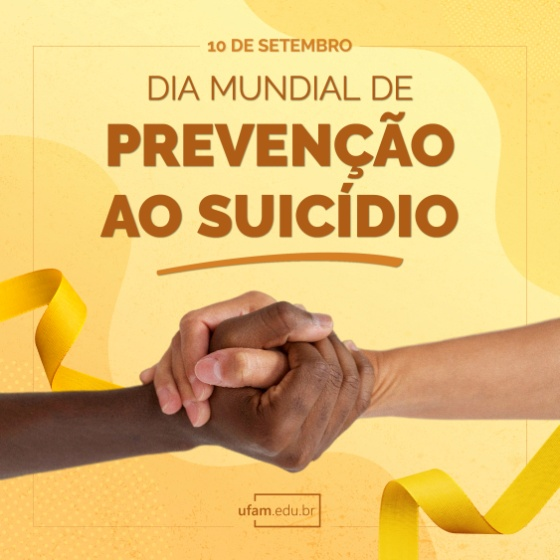 10 DE SETEMBRO
DIA MUNDIAL DE
PREVENÇÃO
AO SUICÍDIO
ufam.edu.br